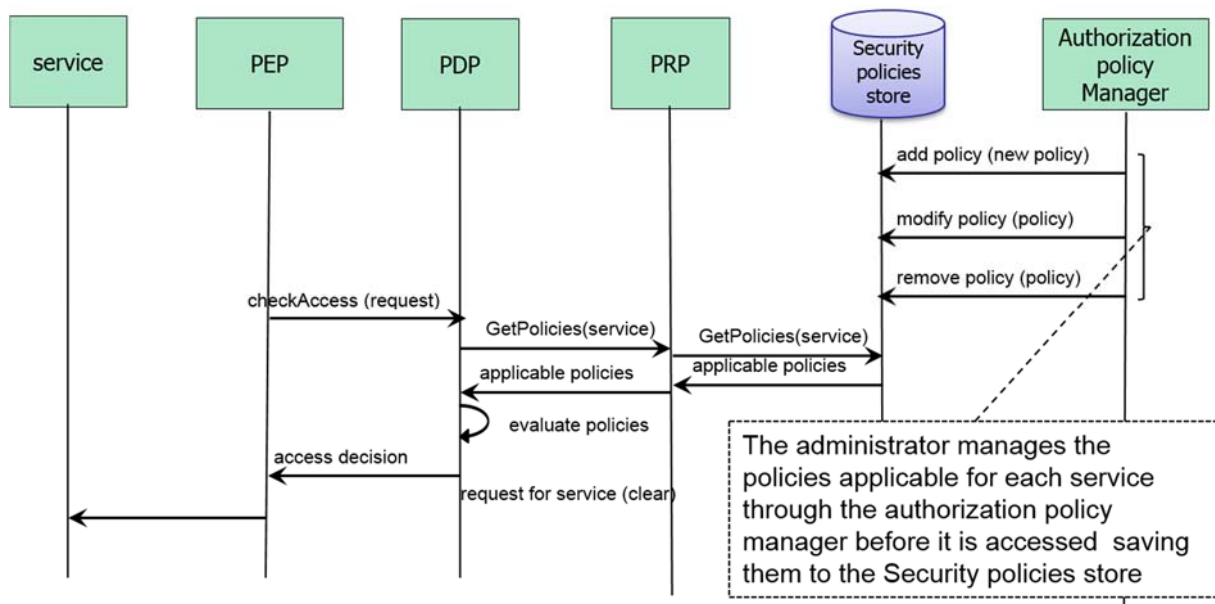 service
PEP
PDP
PRP
Security
policies
store
Authorization
policy
Manager
add policy (new policy)
modify policy (policy)
remove policy (policy)
checkAccess (request)
GetPolicies(service)
GetPolicies(service)
applicable policies
applicable policies
evaluate policies
access decision
request for service (clear)
The administrator manages the
policies applicable for each service
through the authorization policy
manager before it is accessed saving
them to the Security policies store